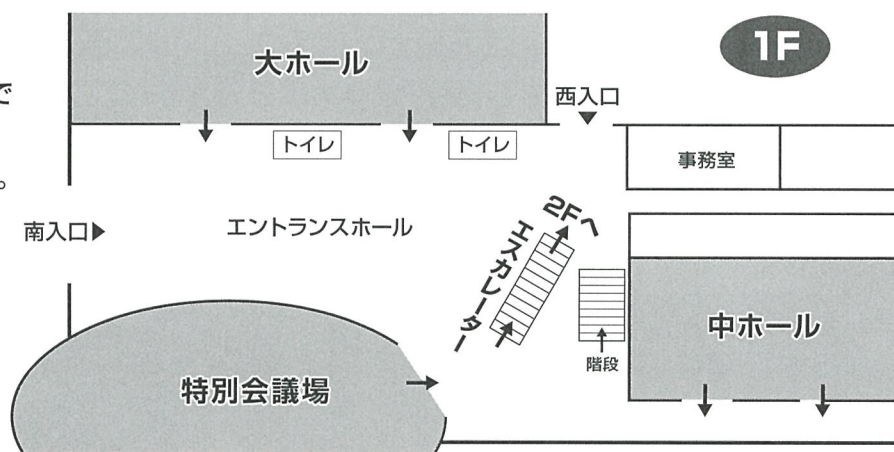 1F
大ホール
で
西入口
トイレ
トイレ
事務室
。
2Fへ
南入口
エントランスホール
エスカレーター
中ホール
階段
特別会議場